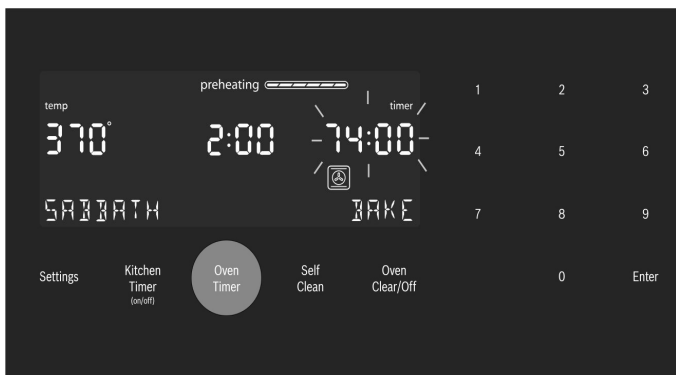 preheating
temp
timer
370°
2:00
74:00
SABBATH
BAKE
1 2 3
4 5 6
7 8 9
0 Enter
Settings
Kitchen
Timer
(on/off)
Oven
Timer
Self
Clean
Oven
Clear/Off